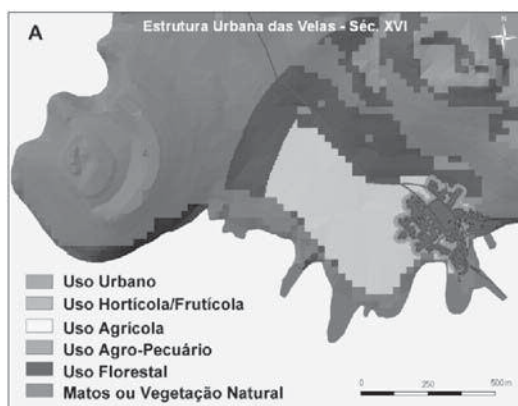 A
Estrutura Urbana das Velas - Séc. XVI
N
Uso Urbano
Uso Hortícola/Frutícola
Uso Agrícola
Uso Agro-Pecuário
Uso Florestal
Matos ou Vegetação Natural
0 250 500 m